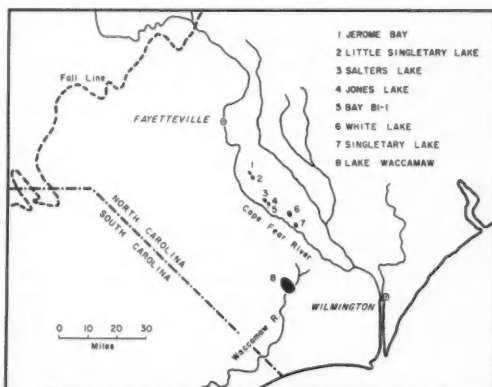 1 JEROME BAY
2 LITTLE SINGLETARY LAKE
3 SALTERS LAKE
4 JONES LAKE
5 BAY BI-1
6 WHITE LAKE
7 SINGLETARY LAKE
8 LAKE WACCAMAW
Fall Line
FAYETTEVILLE
1
2
3
4
5
6
7
Cape Fear River
NORTH CAROLINA
SOUTH CAROLINA
8
WILMINGTON
Waccamaw R.
0 10 20 30
Miles